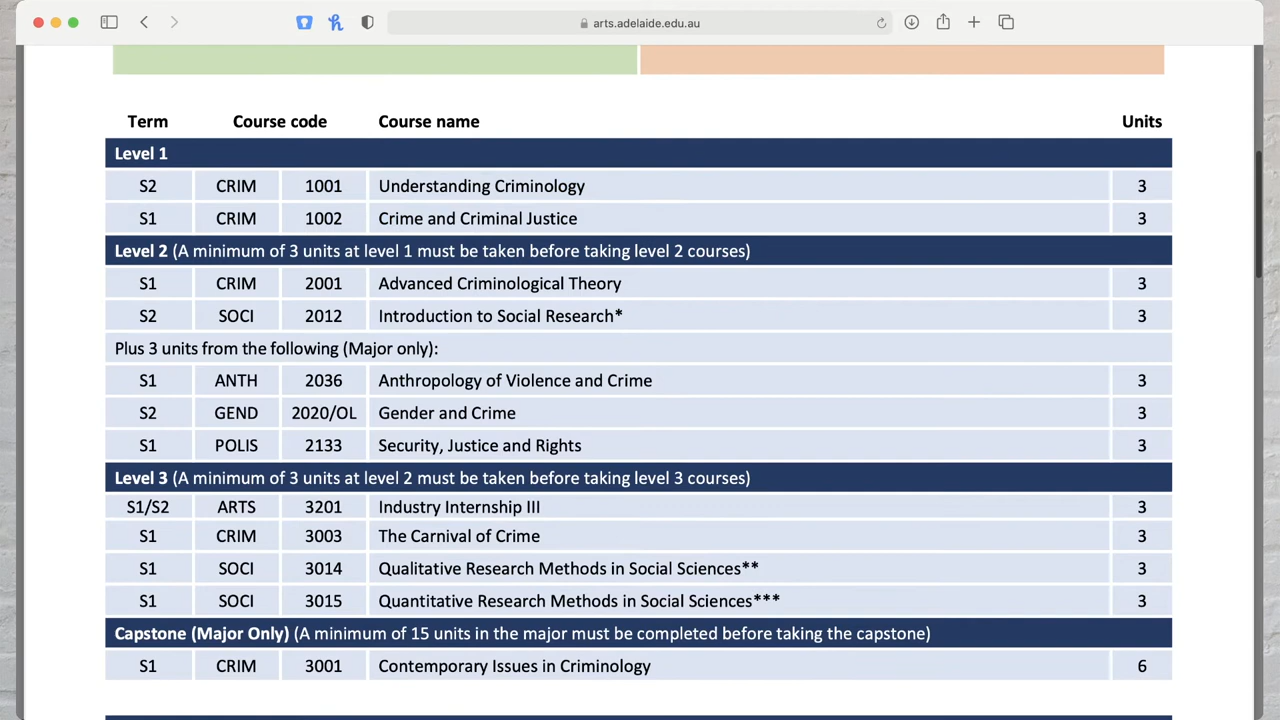 arts.adelaide.edu.au
Term Course code Course name Units
Level 1
S2 CRIM 1001 Understanding Criminology 3
S1 CRIM 1002 Crime and Criminal Justice 3
Level 2 (A minimum of 3 units at level 1 must be taken before taking level 2 courses)
S1 CRIM 2001 Advanced Criminological Theory 3
S2 SOCI 2012 Introduction to Social Research* 3
Plus 3 units from the following (Major only):
S1 ANTH 2036 Anthropology of Violence and Crime 3
S2 GEND 2020/OL Gender and Crime 3
S1 POLIS 2133 Security, Justice and Rights 3
Level 3 (A minimum of 3 units at level 2 must be taken before taking level 3 courses)
S1/S2 ARTS 3201 Industry Internship III 3
S1 CRIM 3003 The Carnival of Crime 3
S1 SOCI 3014 Qualitative Research Methods in Social Sciences** 3
S1 SOCI 3015 Quantitative Research Methods in Social Sciences*** 3
Capstone (Major Only) (A minimum of 15 units in the major must be completed before taking the capstone)
S1 CRIM 3001 Contemporary Issues in Criminology 6